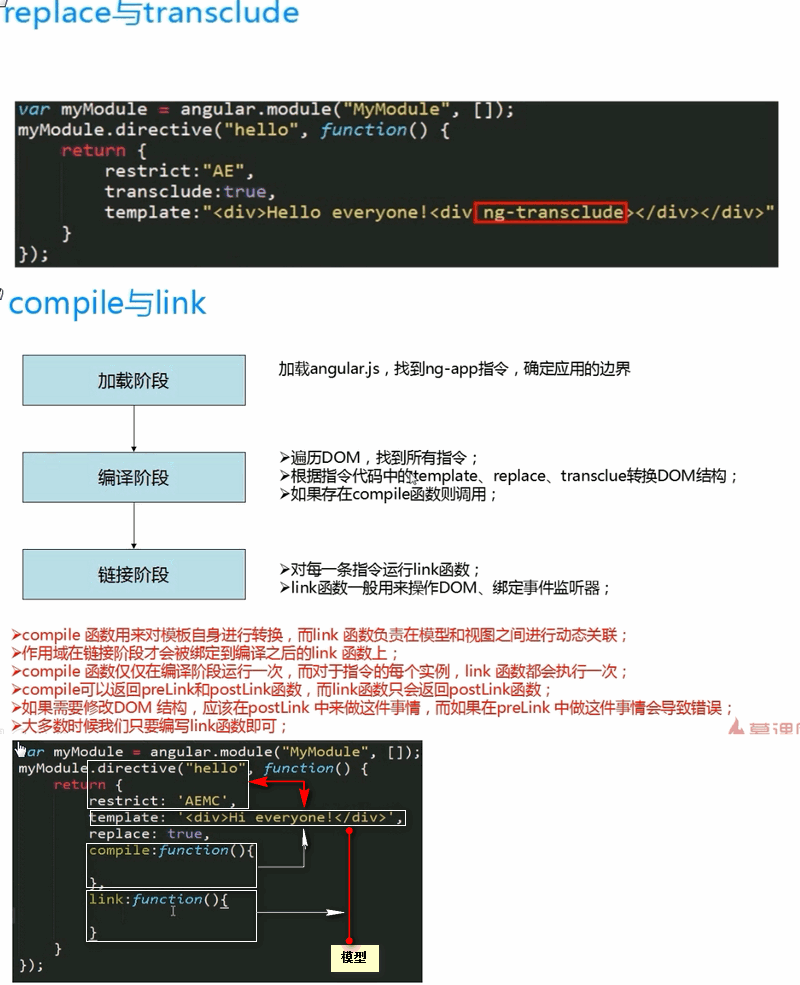 replace与transclude
var myModule = angular.module("MyModule", []);
myModule.directive("hello", function() {
return {
restrict:"AE",
transclude:true,
template:"<div>Hello everyone!<div ng-transclude></div></div>"
}
});
compile与link
加载阶段
加载angular.js，找到ng-app指令，确定应用的边界
编译阶段
➢遍历DOM，找到所有指令；
➢根据指令代码中的template、replace、transclue转换DOM结构；
➢如果存在compile函数则调用；
链接阶段
➢对每一条指令运行link函数；
➢link函数一般用来操作DOM、绑定事件监听器；
➢compile 函数用来对模板自身进行转换，而link 函数负责在模型和视图之间进行动态关联；
➢作用域在链接阶段才会被绑定到编译之后的link 函数上；
➢compile 函数仅仅在编译阶段运行一次，而对于指令的每个实例，link 函数都会执行一次；
➢compile可以返回preLink和postLink函数，而link函数只会返回postLink函数；
➢如果需要修改DOM 结构，应该在postLink 中来做这件事情，而如果在preLink 中做这件事情会导致错误；
➢大多数时候我们只要编写link函数即可；
慕课
var myModule = angular.module("MyModule", []);
myModule.directive("hello", function() {
return {
restrict: 'AEMC',
template: '<div>Hi everyone!</div>',
replace: true,
compile:function(){
},
link:function(){
}
}
});
模型